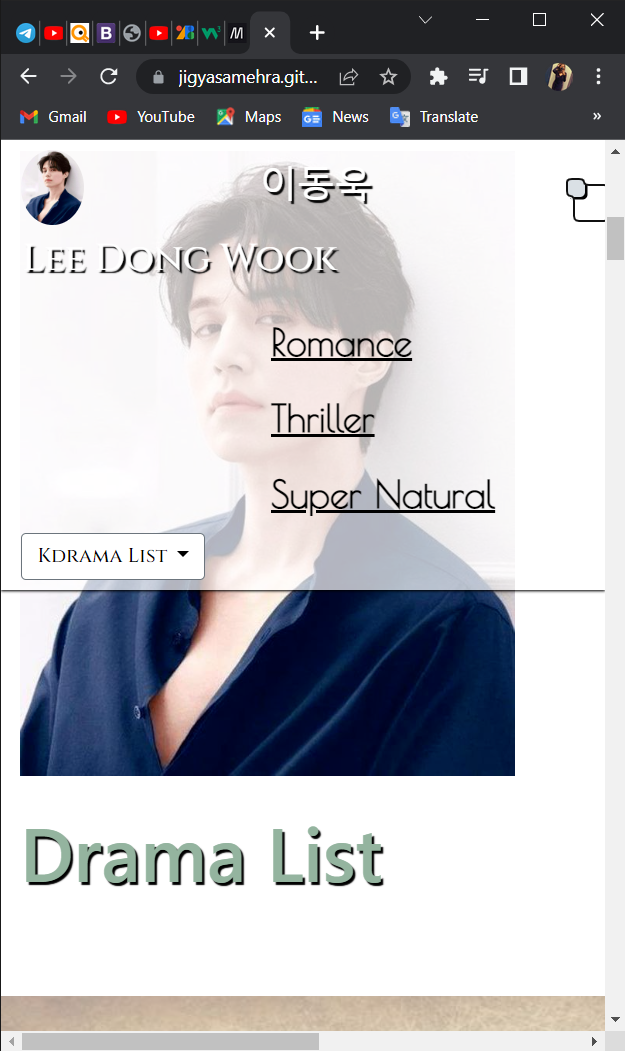 jigyasamehra.git...
Gmail
YouTube
Maps
News
Translate
»
이동욱
Lee Dong Wook
Romance
Thriller
Super Natural
Kdrama List
Drama List